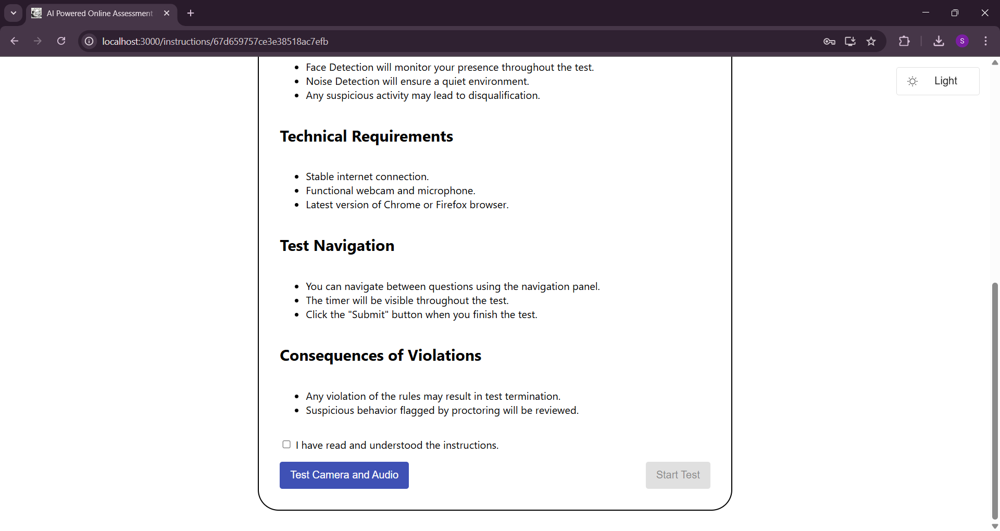 AI Powered Online Assessment
localhost:3000/instructions/67d659757ce3e38518ac7efb
S
Light
Face Detection will monitor your presence throughout the test.
Noise Detection will ensure a quiet environment.
Any suspicious activity may lead to disqualification.
Technical Requirements
Stable internet connection.
Functional webcam and microphone.
Latest version of Chrome or Firefox browser.
Test Navigation
You can navigate between questions using the navigation panel.
The timer will be visible throughout the test.
Click the "Submit" button when you finish the test.
Consequences of Violations
Any violation of the rules may result in test termination.
Suspicious behavior flagged by proctoring will be reviewed.
I have read and understood the instructions.
Test Camera and Audio
Start Test